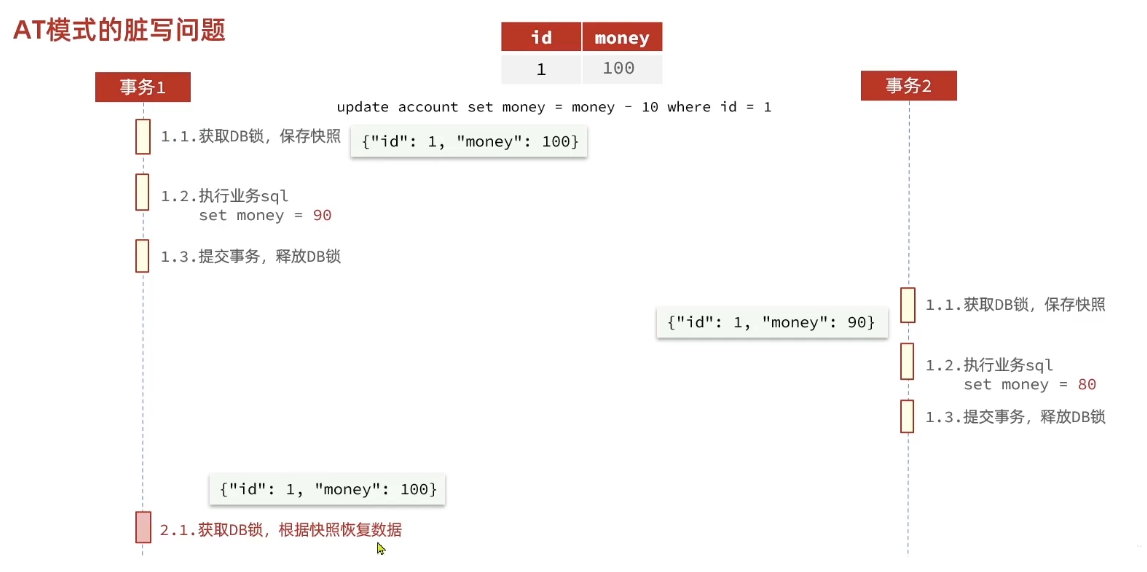 AT模式的脏写问题
id money
1 100
事务1
事务2
update account set money = money - 10 where id = 1
1.1.获取DB锁，保存快照
{"id": 1, "money": 100}
1.2.执行业务sql
set money = 90
1.3.提交事务，释放DB锁
1.1.获取DB锁，保存快照
{"id": 1, "money": 90}
1.2.执行业务sql
set money = 80
1.3.提交事务，释放DB锁
{"id": 1, "money": 100}
2.1.获取DB锁，根据快照恢复数据